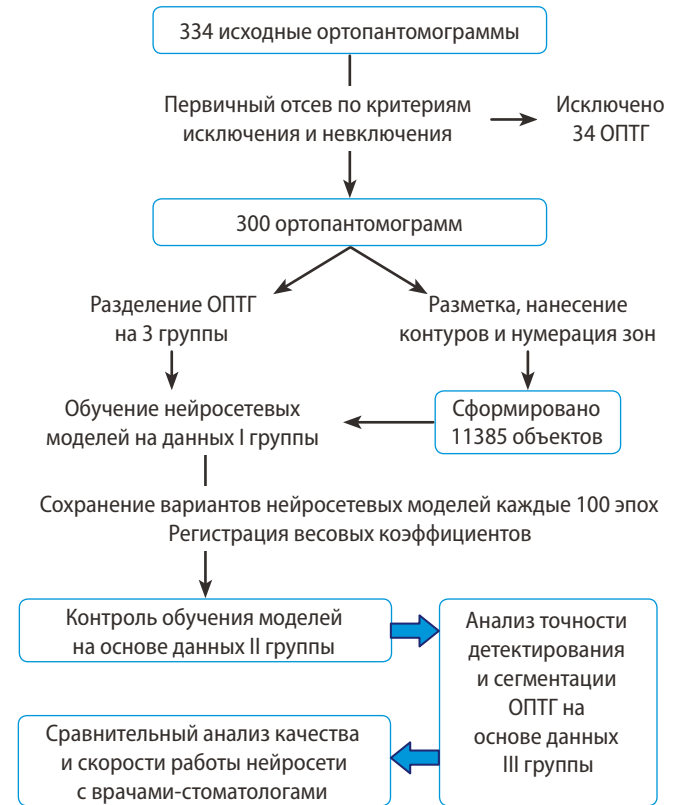 334 исходные ортопантомограммы
Первичный отсев по критериям
исключения и невключения
Исключено
34 ОПТГ
300 ортопантомограмм
Разделение ОПТГ
на 3 группы
Разметка, нанесение
контуров и нумерация зон
Обучение нейросетевых
моделей на данных I группы
Сформировано
11385 объектов
Сохранение вариантов нейросетевых моделей каждые 100 эпох
Регистрация весовых коэффициентов
Контроль обучения моделей
на основе данных II группы
Анализ точности
детектирования
и сегментации
ОПТГ на
основе данных
III группы
Сравнительный анализ качества
и скорости работы нейросети
с врачами-стоматологами